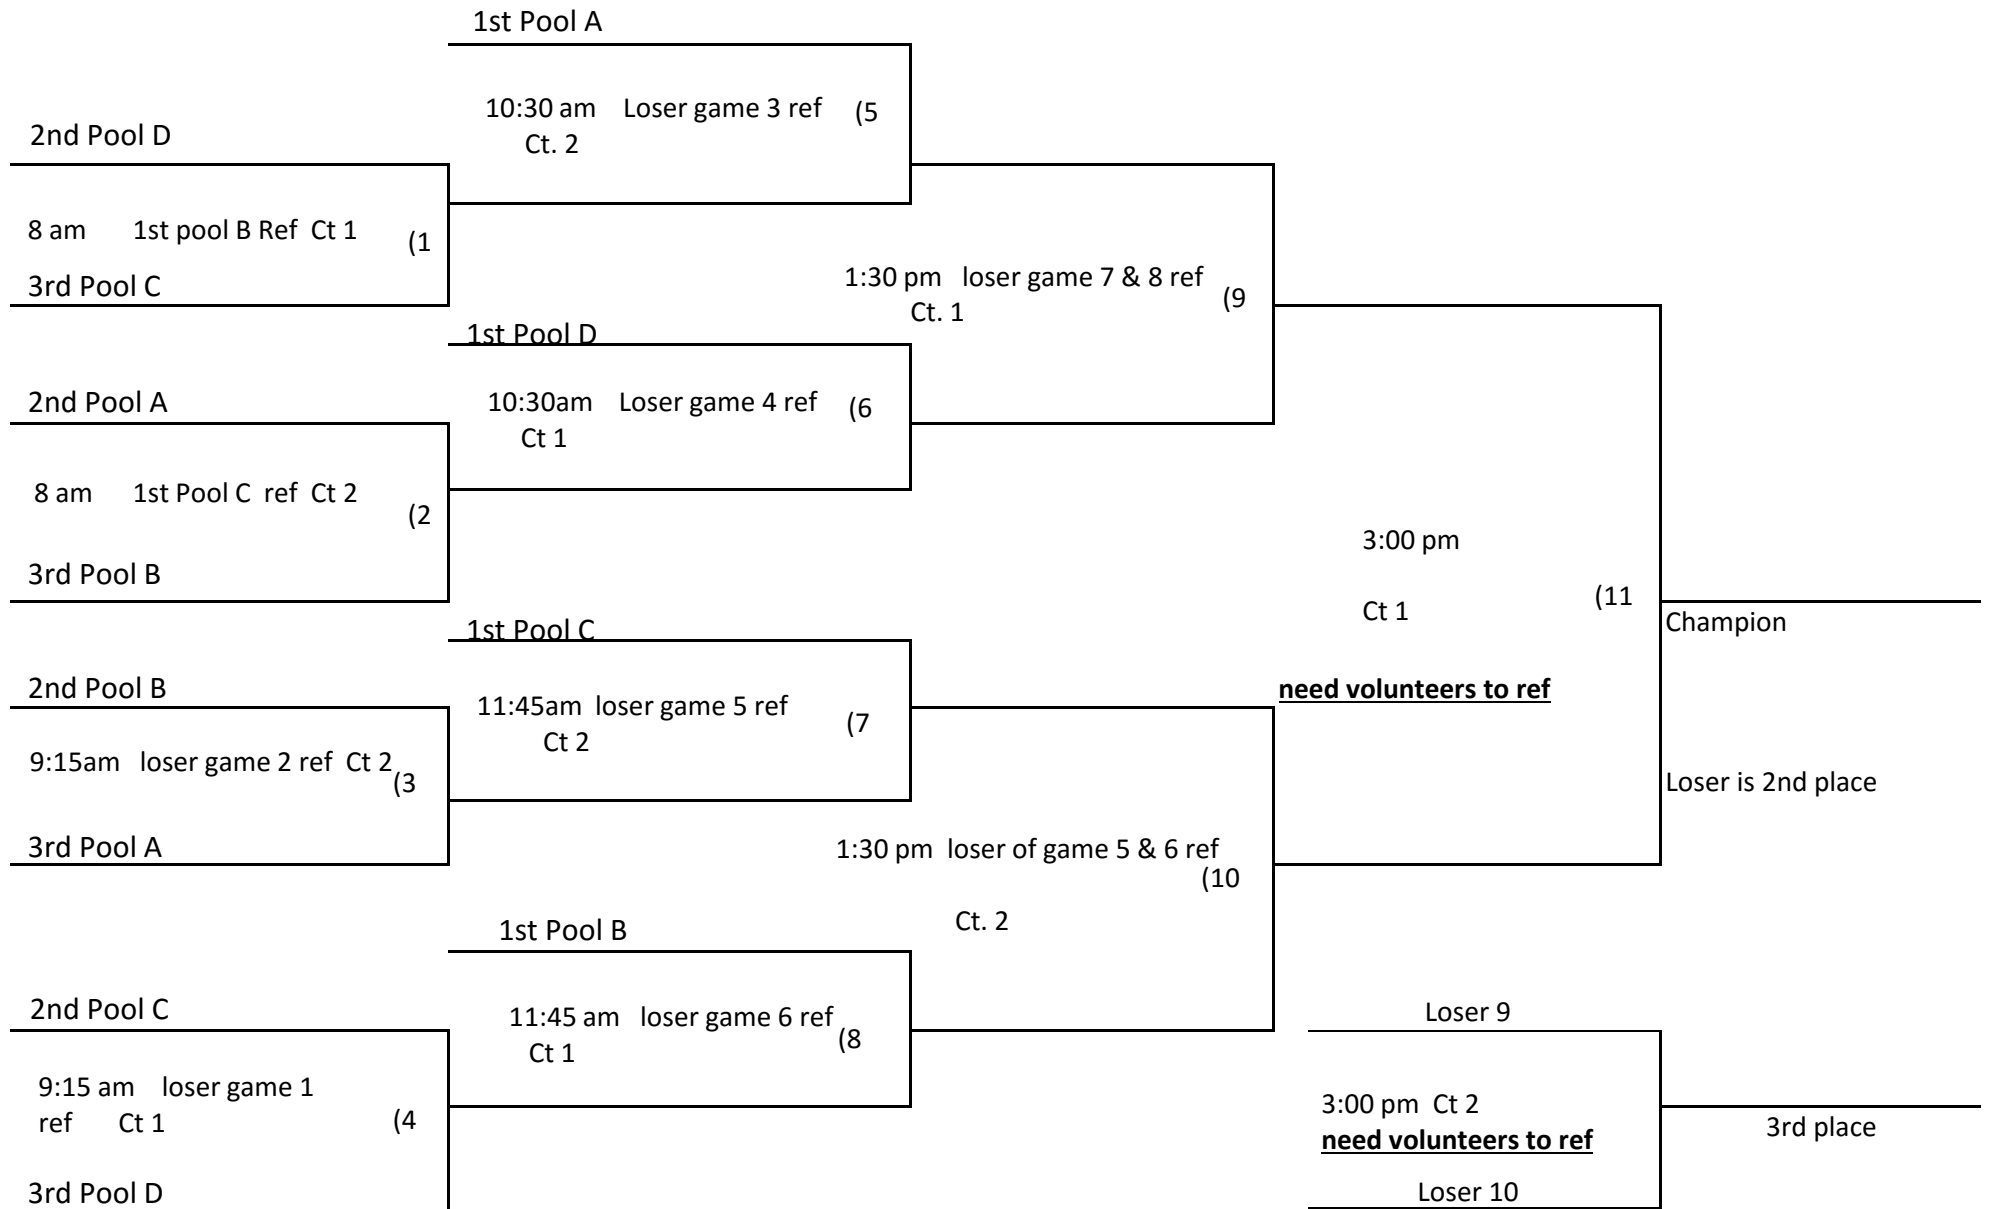 1st Pool A
10:30 am Loser game 3 ref (5
Ct. 2
2nd Pool D
8 am 1st pool B Ref Ct 1 (1
3rd Pool C
1:30 pm loser game 7 & 8 ref (9
Ct. 1
1st Pool D
2nd Pool A
10:30am Loser game 4 ref (6
Ct 1
8 am 1st Pool C ref Ct 2 (2
3rd Pool B
3:00 pm
Ct 1 (11
Champion
need volunteers to ref
Loser is 2nd place
1st Pool C
2nd Pool B
11:45am loser game 5 ref (7
Ct 2
9:15am loser game 2 ref Ct 2 (3
3rd Pool A
1:30 pm loser of game 5 & 6 ref
(10
Ct. 2
1st Pool B
2nd Pool C
11:45 am loser game 6 ref (8
Ct 1
9:15 am loser game 1
ref Ct 1 (4
3rd Pool D
Loser 9
3:00 pm Ct 2
need volunteers to ref
3rd place
Loser 10